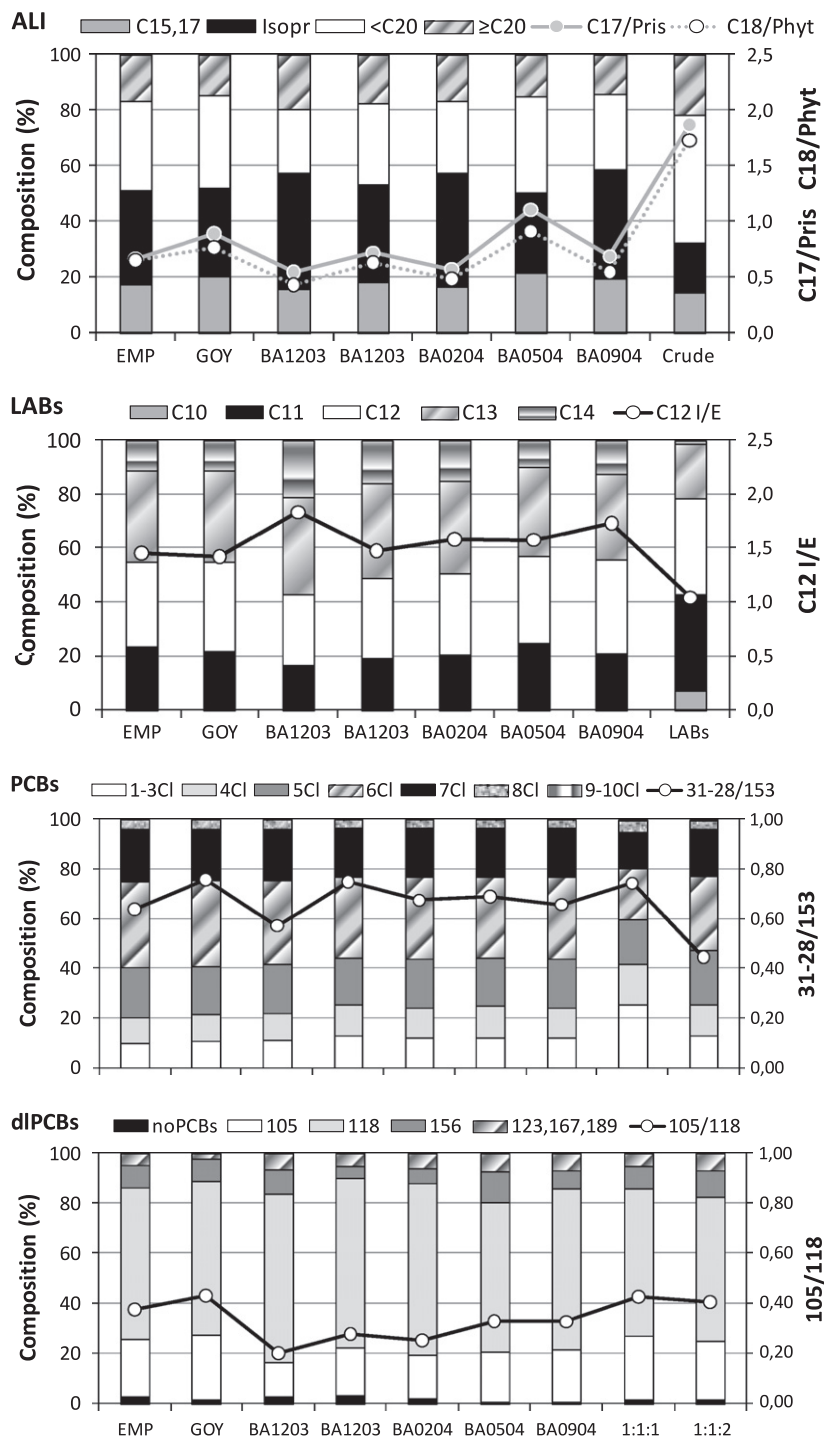 ALI C15,17 Isopr <C20 ≥C20 C17/Pris C18/Phyt
100 2,5
80 2,0
60 1,5
40 1,0
20 0,5
0 0,0
Composition (%)
C17/Pris C18/Phyt
EMP GOY BA1203 BA1203 BA0204 BA0504 BA0904 Crude
LABs C10 C11 C12 C13 C14 C12 I/E
100 2,5
80 2,0
60 1,5
40 1,0
20 0,5
0 0,0
Composition (%)
C12 I/E
EMP GOY BA1203 BA1203 BA0204 BA0504 BA0904 LABs
PCBs 1-3Cl 4Cl 5Cl 6Cl 7Cl 8Cl 9-10Cl 31-28/153
100 1,00
80 0,80
60 0,60
40 0,40
20 0,20
0 0,00
Composition (%)
31-28/153
dlPCBs noPCBs 105 118 156 123,167,189 105/118
100 1,00
80 0,80
60 0,60
40 0,40
20 0,20
0 0,00
Composition (%)
105/118
EMP GOY BA1203 BA1203 BA0204 BA0504 BA0904 1:1:1 1:1:2